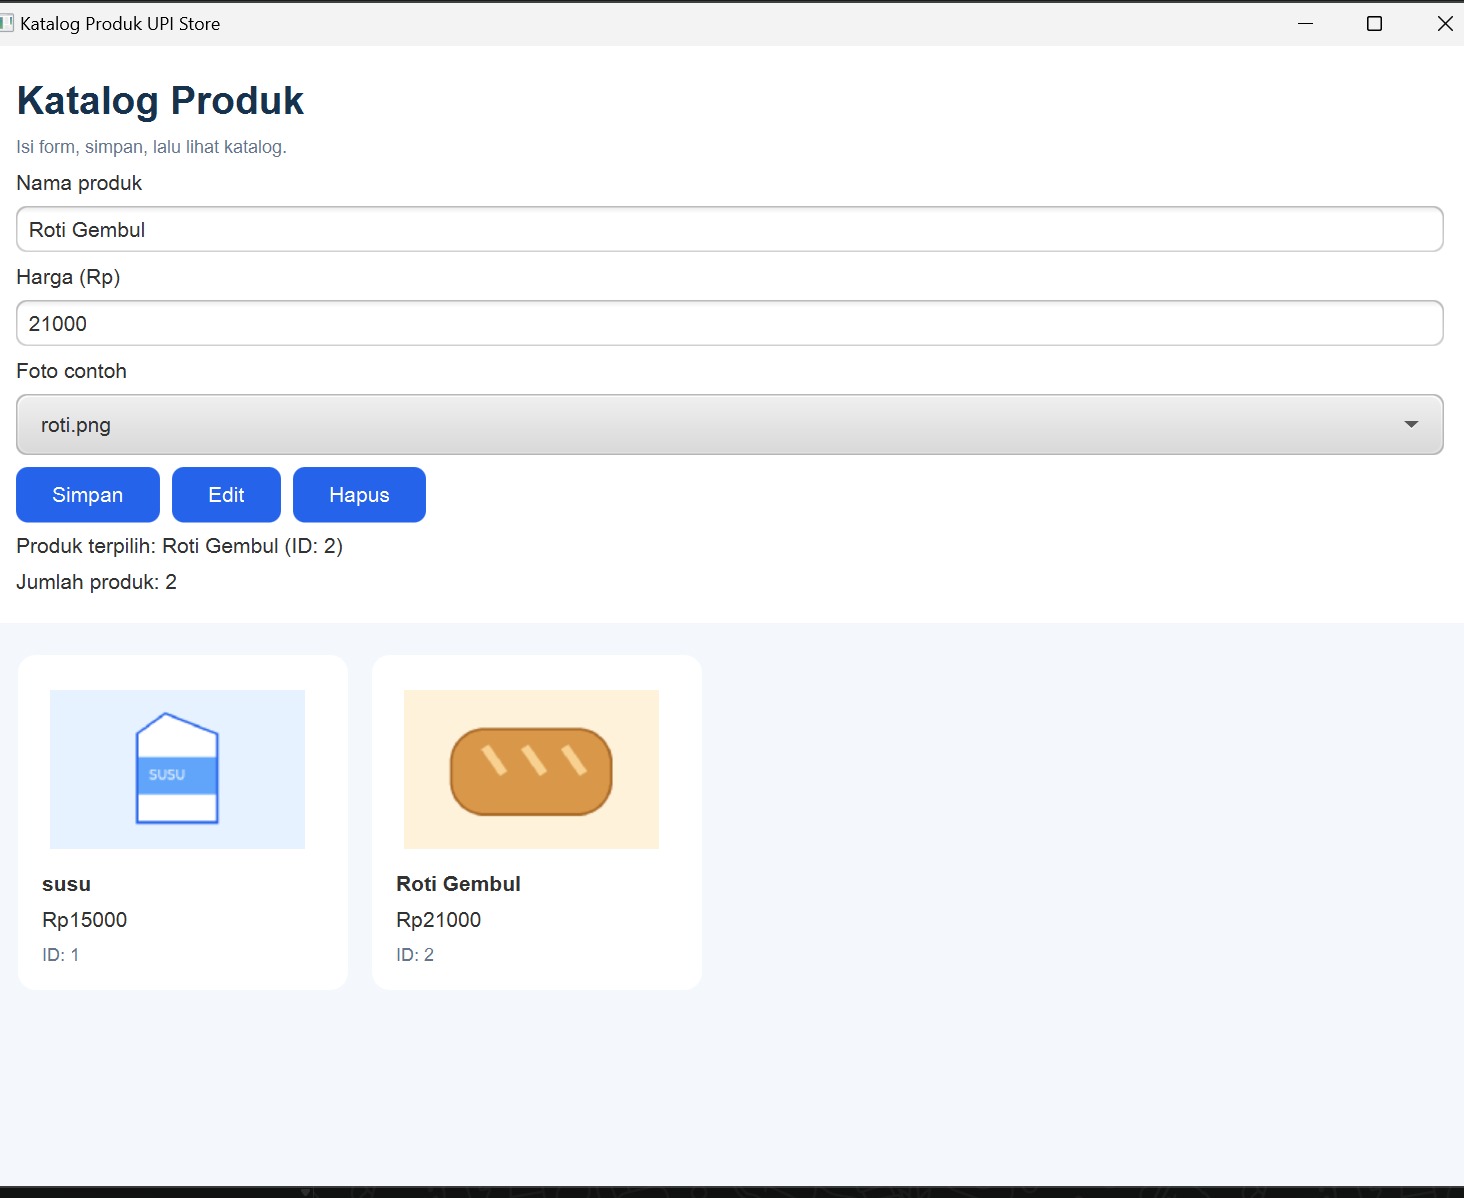 Katalog Produk UPI Store
Katalog Produk
Isi form, simpan, lalu lihat katalog.
Nama produk
Roti Gembul
Harga (Rp)
21000
Foto contoh
roti.png
Simpan Edit Hapus
Produk terpilih: Roti Gembul (ID: 2)
Jumlah produk: 2
SUSU
susu
Rp15000
ID: 1
Roti Gembul
Rp21000
ID: 2